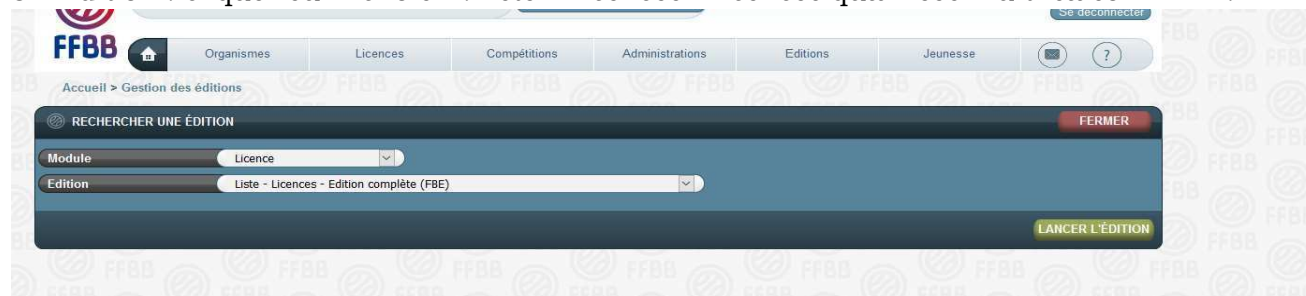 Se déconnecter
FFBB
Organismes Licences Compétitions Administrations Editions Jeunesse ?
Accueil > Gestion des éditions
RECHERCHER UNE ÉDITION FERMER
Module Licence
Edition Liste - Licences - Edition complète (FBE)
LANCER L'ÉDITION